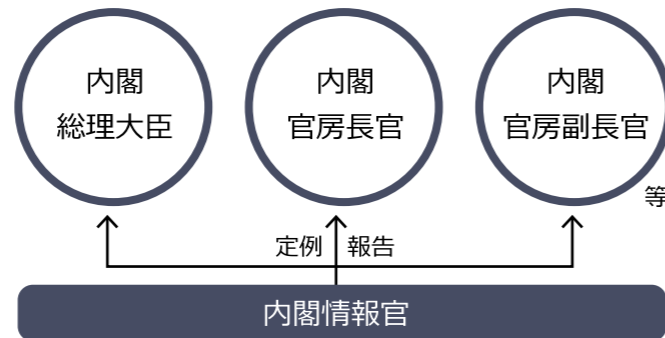 内閣
総理大臣
内閣
官房長官
内閣
官房副長官
等
定例 報告
内閣情報官